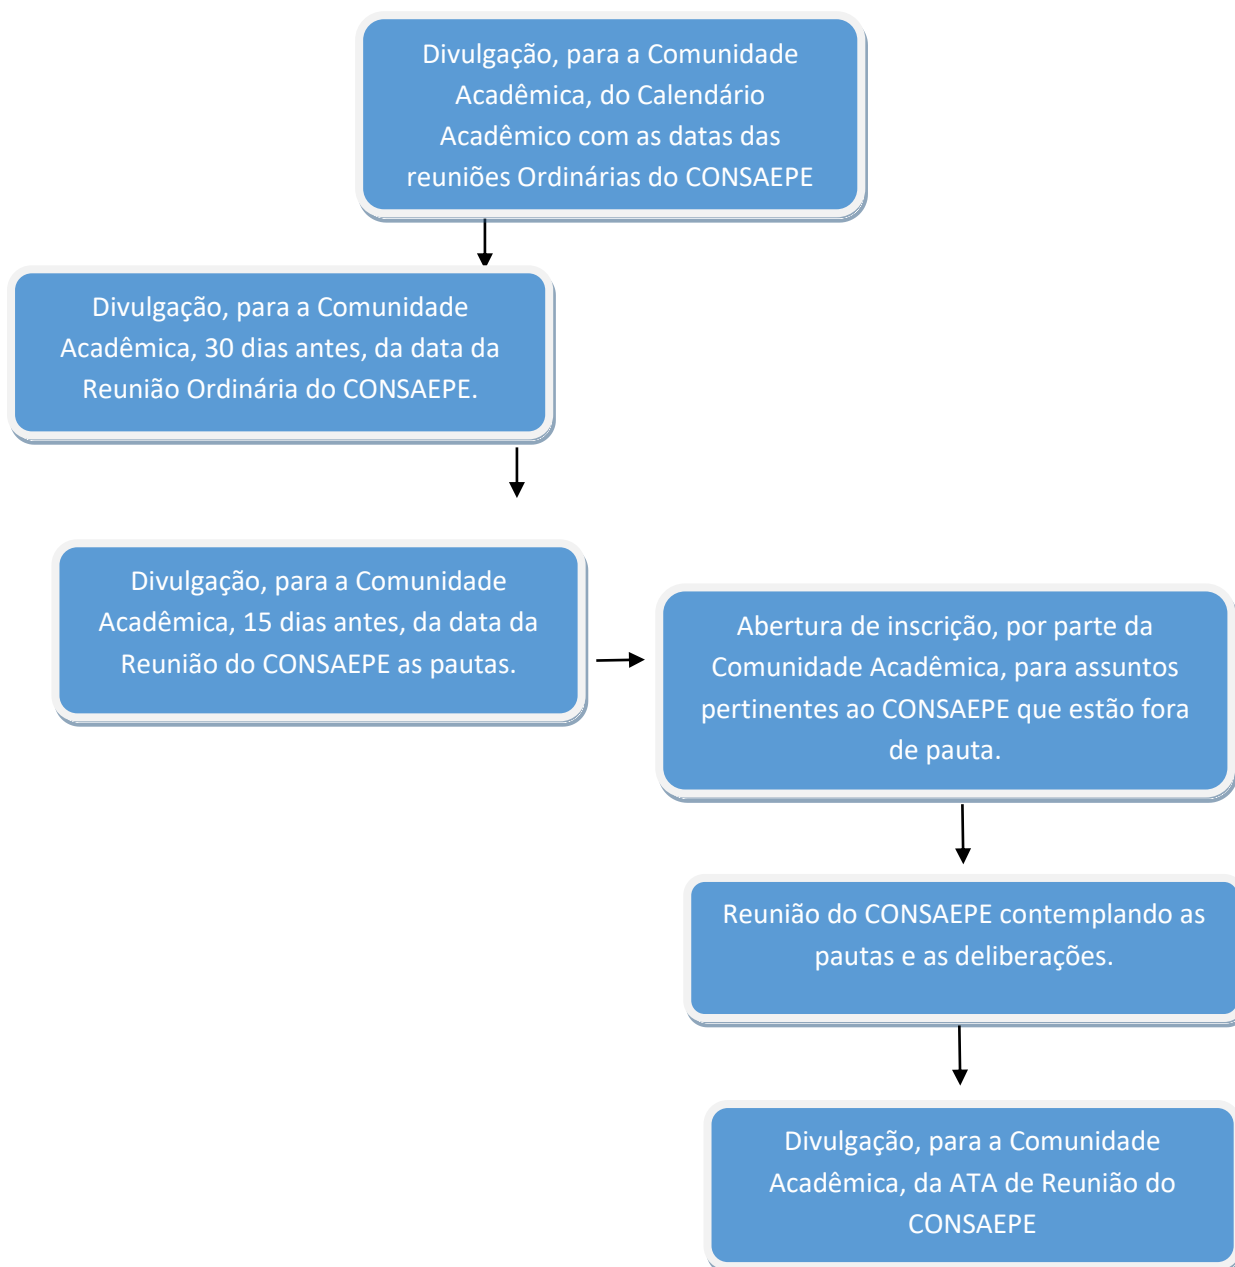 Divulgação, para a Comunidade
Acadêmica, do Calendário
Acadêmico com as datas das
reuniões Ordinárias do CONSAEPE
Divulgação, para a Comunidade
Acadêmica, 30 dias antes, da data da
Reunião Ordinária do CONSAEPE.
Divulgação, para a Comunidade
Acadêmica, 15 dias antes, da data da
Reunião do CONSAEPE as pautas.
Abertura de inscrição, por parte da
Comunidade Acadêmica, para assuntos
pertinentes ao CONSAEPE que estão fora
de pauta.
Reunião do CONSAEPE contemplando as
pautas e as deliberações.
Divulgação, para a Comunidade
Acadêmica, da ATA de Reunião do
CONSAEPE